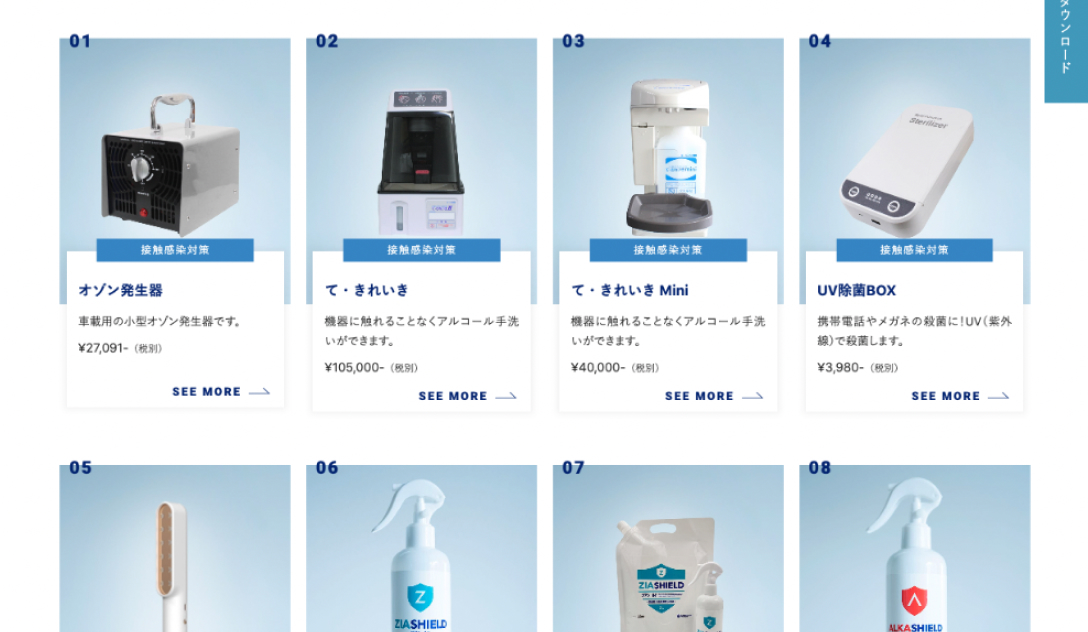 ダウンロード
01
02
03
04
Sterilizer
接触感染対策
接触感染対策
接触感染対策
接触感染対策
オゾン発生器
車載用の小型オゾン発生器です。
¥27,091-（税別）
SEE MORE
て・きれいき
機器に触れることなくアルコール手洗
いができます。
¥105,000-（税別）
SEE MORE
て・きれいき Mini
機器に触れることなくアルコール手洗
いができます。
¥40,000-（税別）
SEE MORE
UV除菌BOX
携帯電話やメガネの殺菌に!UV（紫外
線）で殺菌します。
¥3,980-（税別）
SEE MORE
05
06
07
08
Z
ZIASHIELD
ZIASHIELD
ALKASHIELD